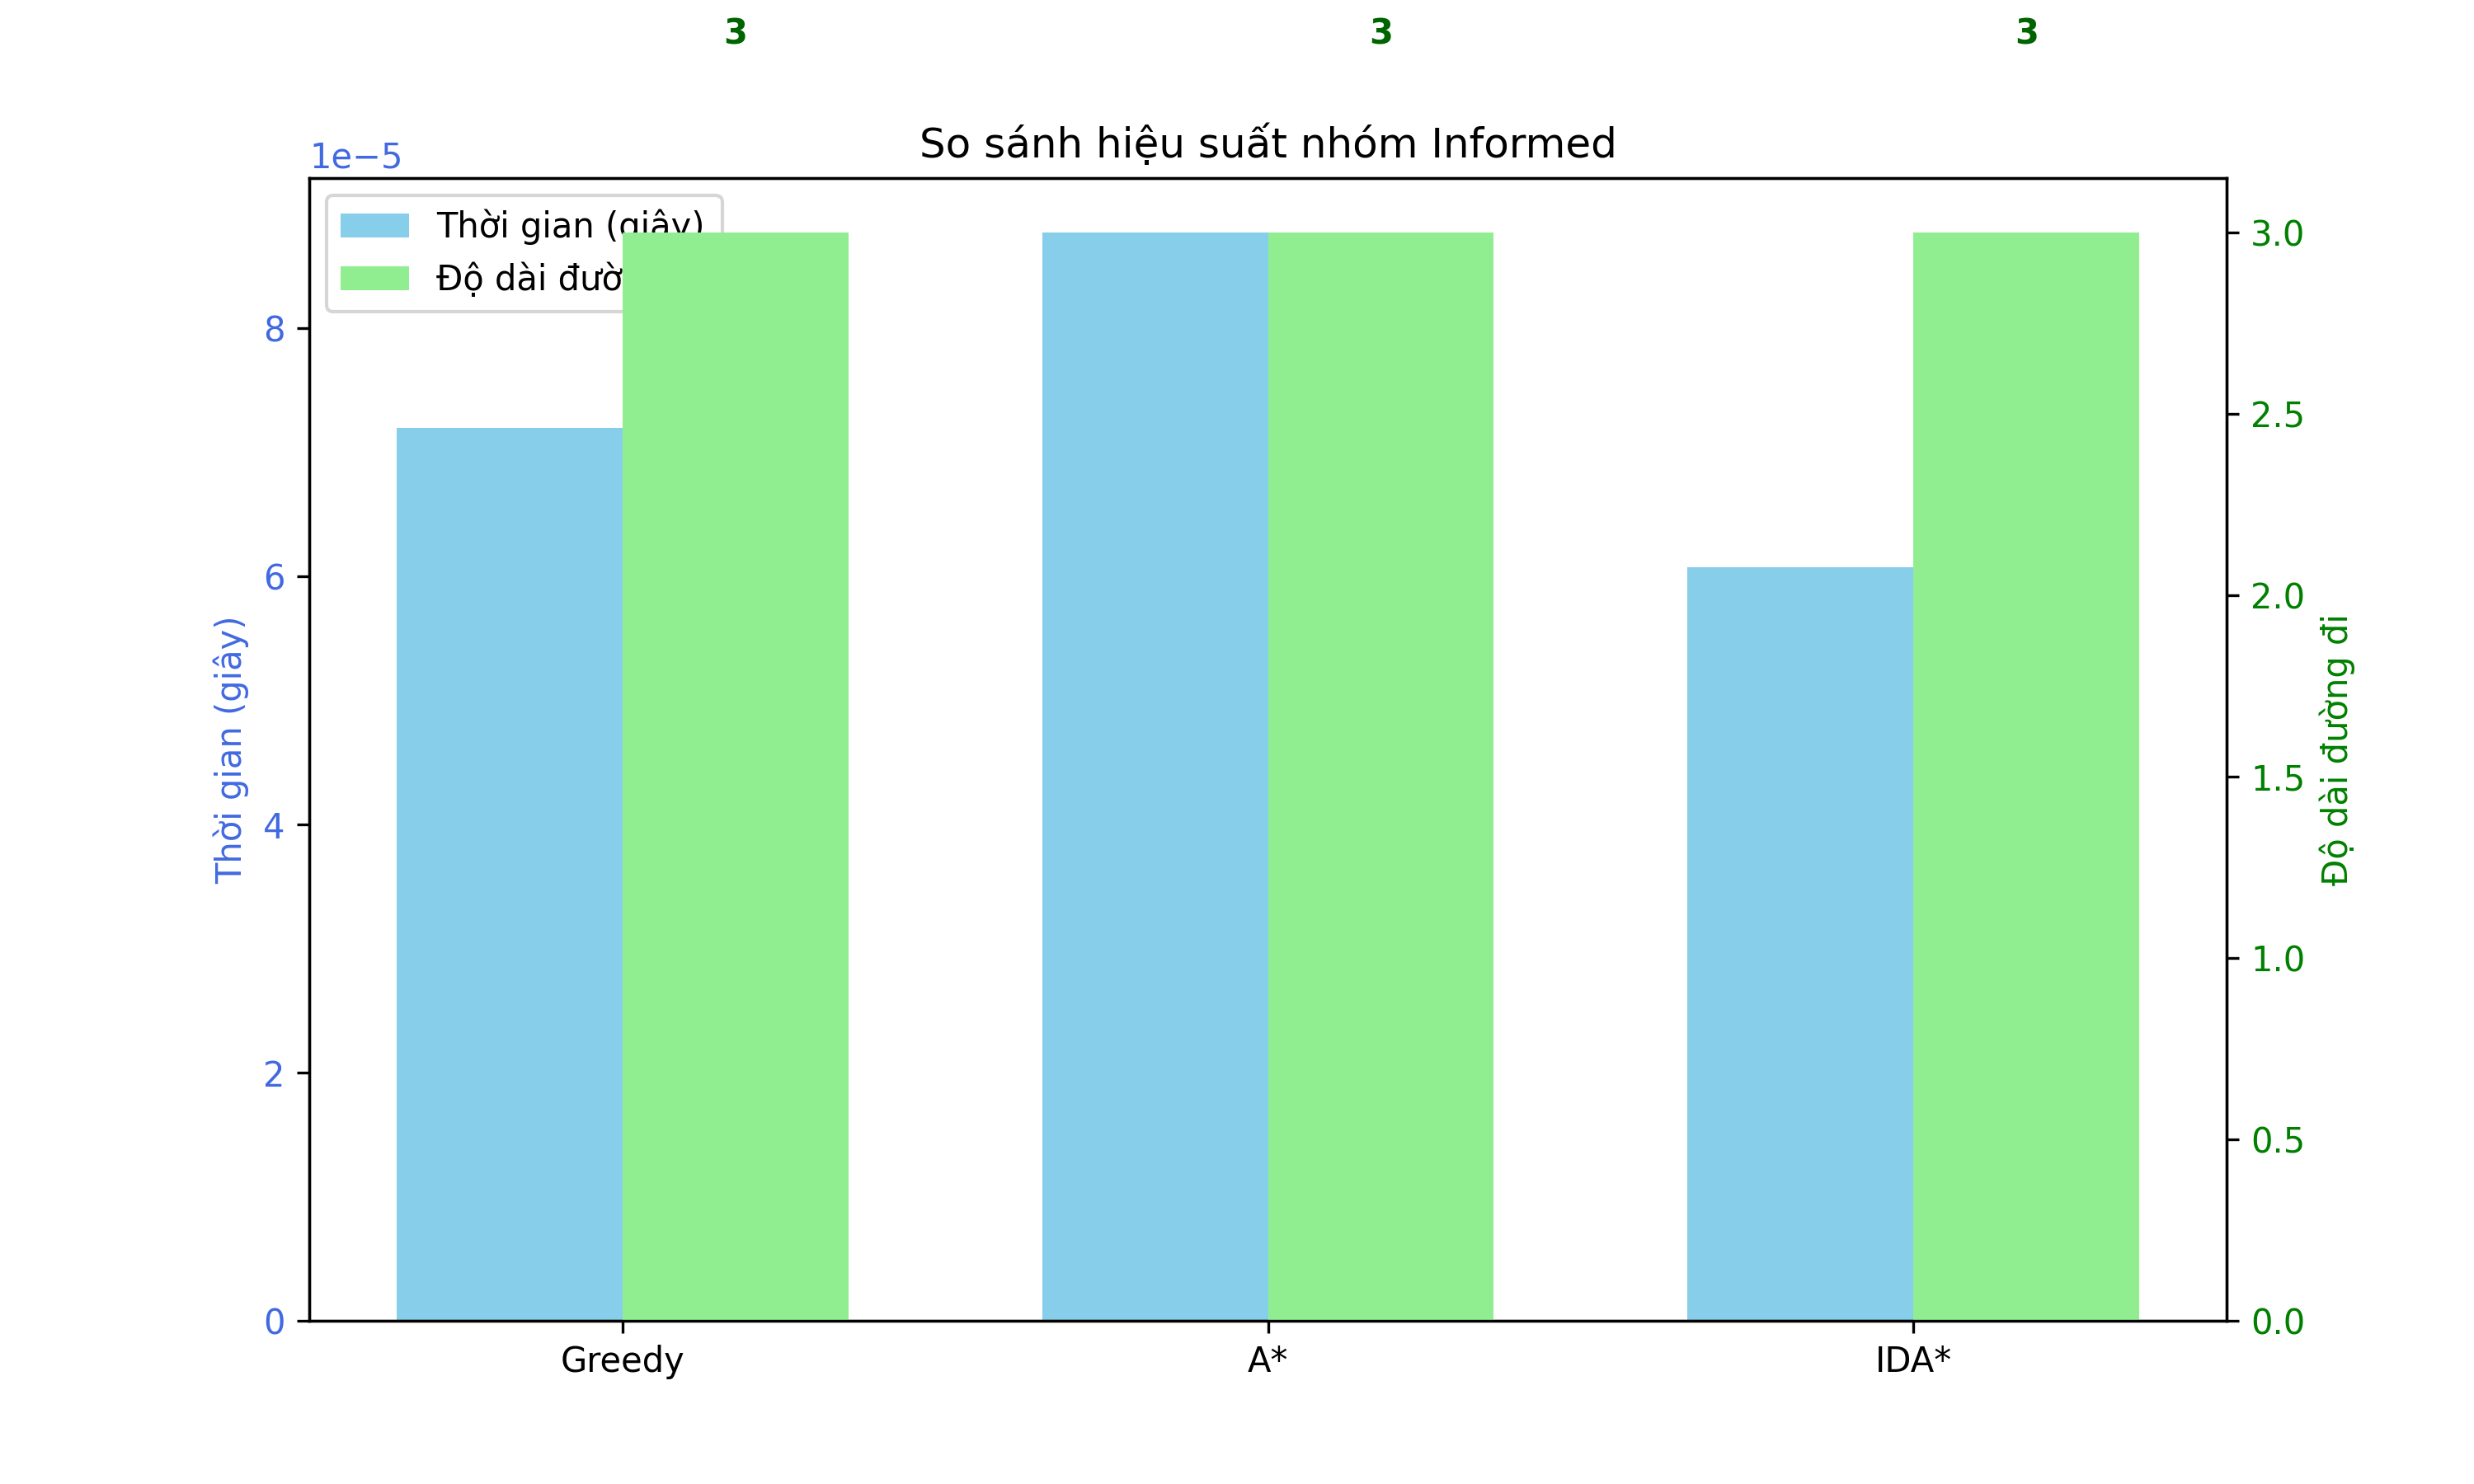 3 3 3
So sánh hiệu suất nhóm Informed
1e−5
Thời gian (giây)
Độ dài
8
6
4
2
0
Thời gian (giây)
3.0
2.5
2.0
1.5
1.0
0.5
0.0
Độ dài đường đi
Greedy A* IDA*